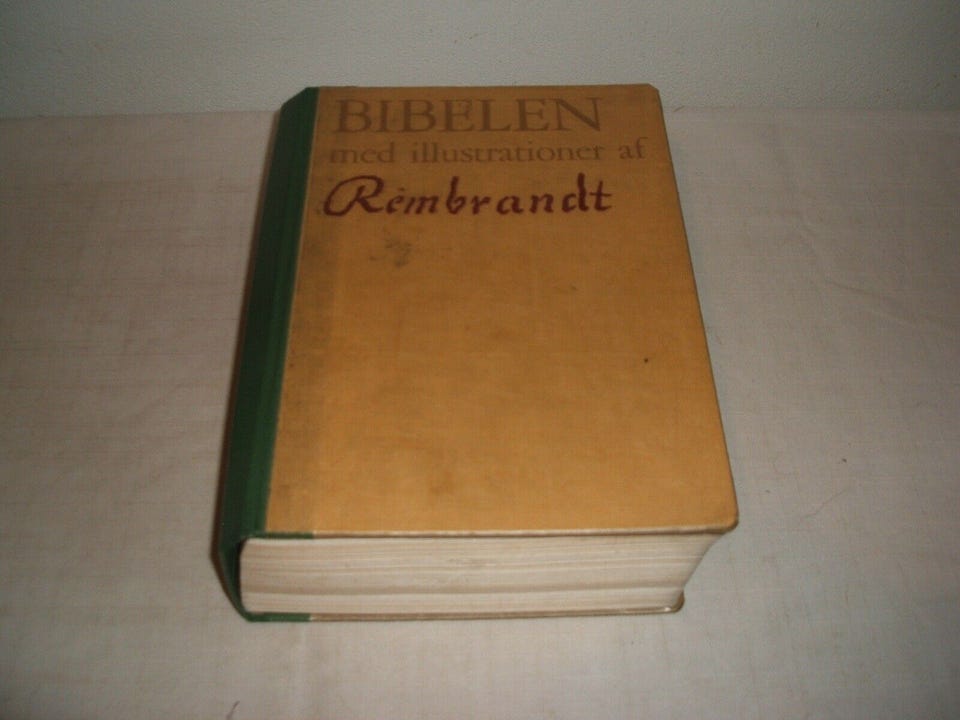 BIBELEN
med illustrationer af
Rembrandt